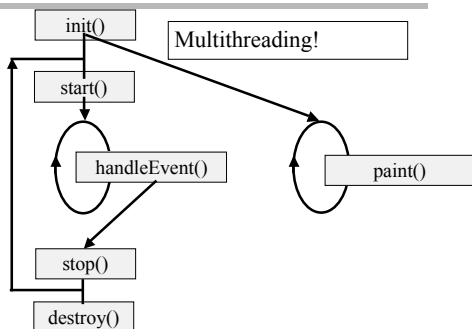 init()
Multithreading!
start()
handleEvent()
paint()
stop()
destroy()